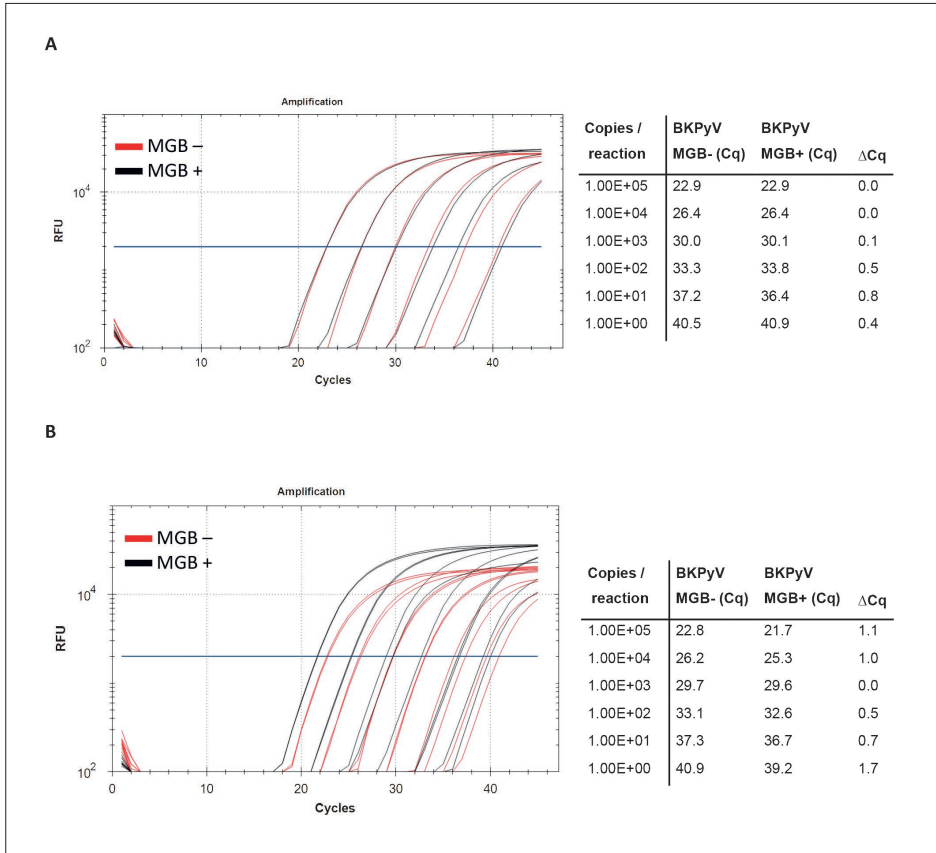 A
Amplification
MGB –
MGB +
RFU
10^4
10^2
0 10 20 30 40
Cycles
Copies / BKPyV BKPyV
reaction MGB- (Cq) MGB+ (Cq) ΔCq
1.00E+05 22.9 22.9 0.0
1.00E+04 26.4 26.4 0.0
1.00E+03 30.0 30.1 0.1
1.00E+02 33.3 33.8 0.5
1.00E+01 37.2 36.4 0.8
1.00E+00 40.5 40.9 0.4
B
Amplification
MGB –
MGB +
RFU
10^4
10^2
0 10 20 30 40
Cycles
Copies / BKPyV BKPyV
reaction MGB- (Cq) MGB+ (Cq) ΔCq
1.00E+05 22.8 21.7 1.1
1.00E+04 26.2 25.3 1.0
1.00E+03 29.7 29.6 0.0
1.00E+02 33.1 32.6 0.5
1.00E+01 37.3 36.7 0.7
1.00E+00 40.9 39.2 1.7